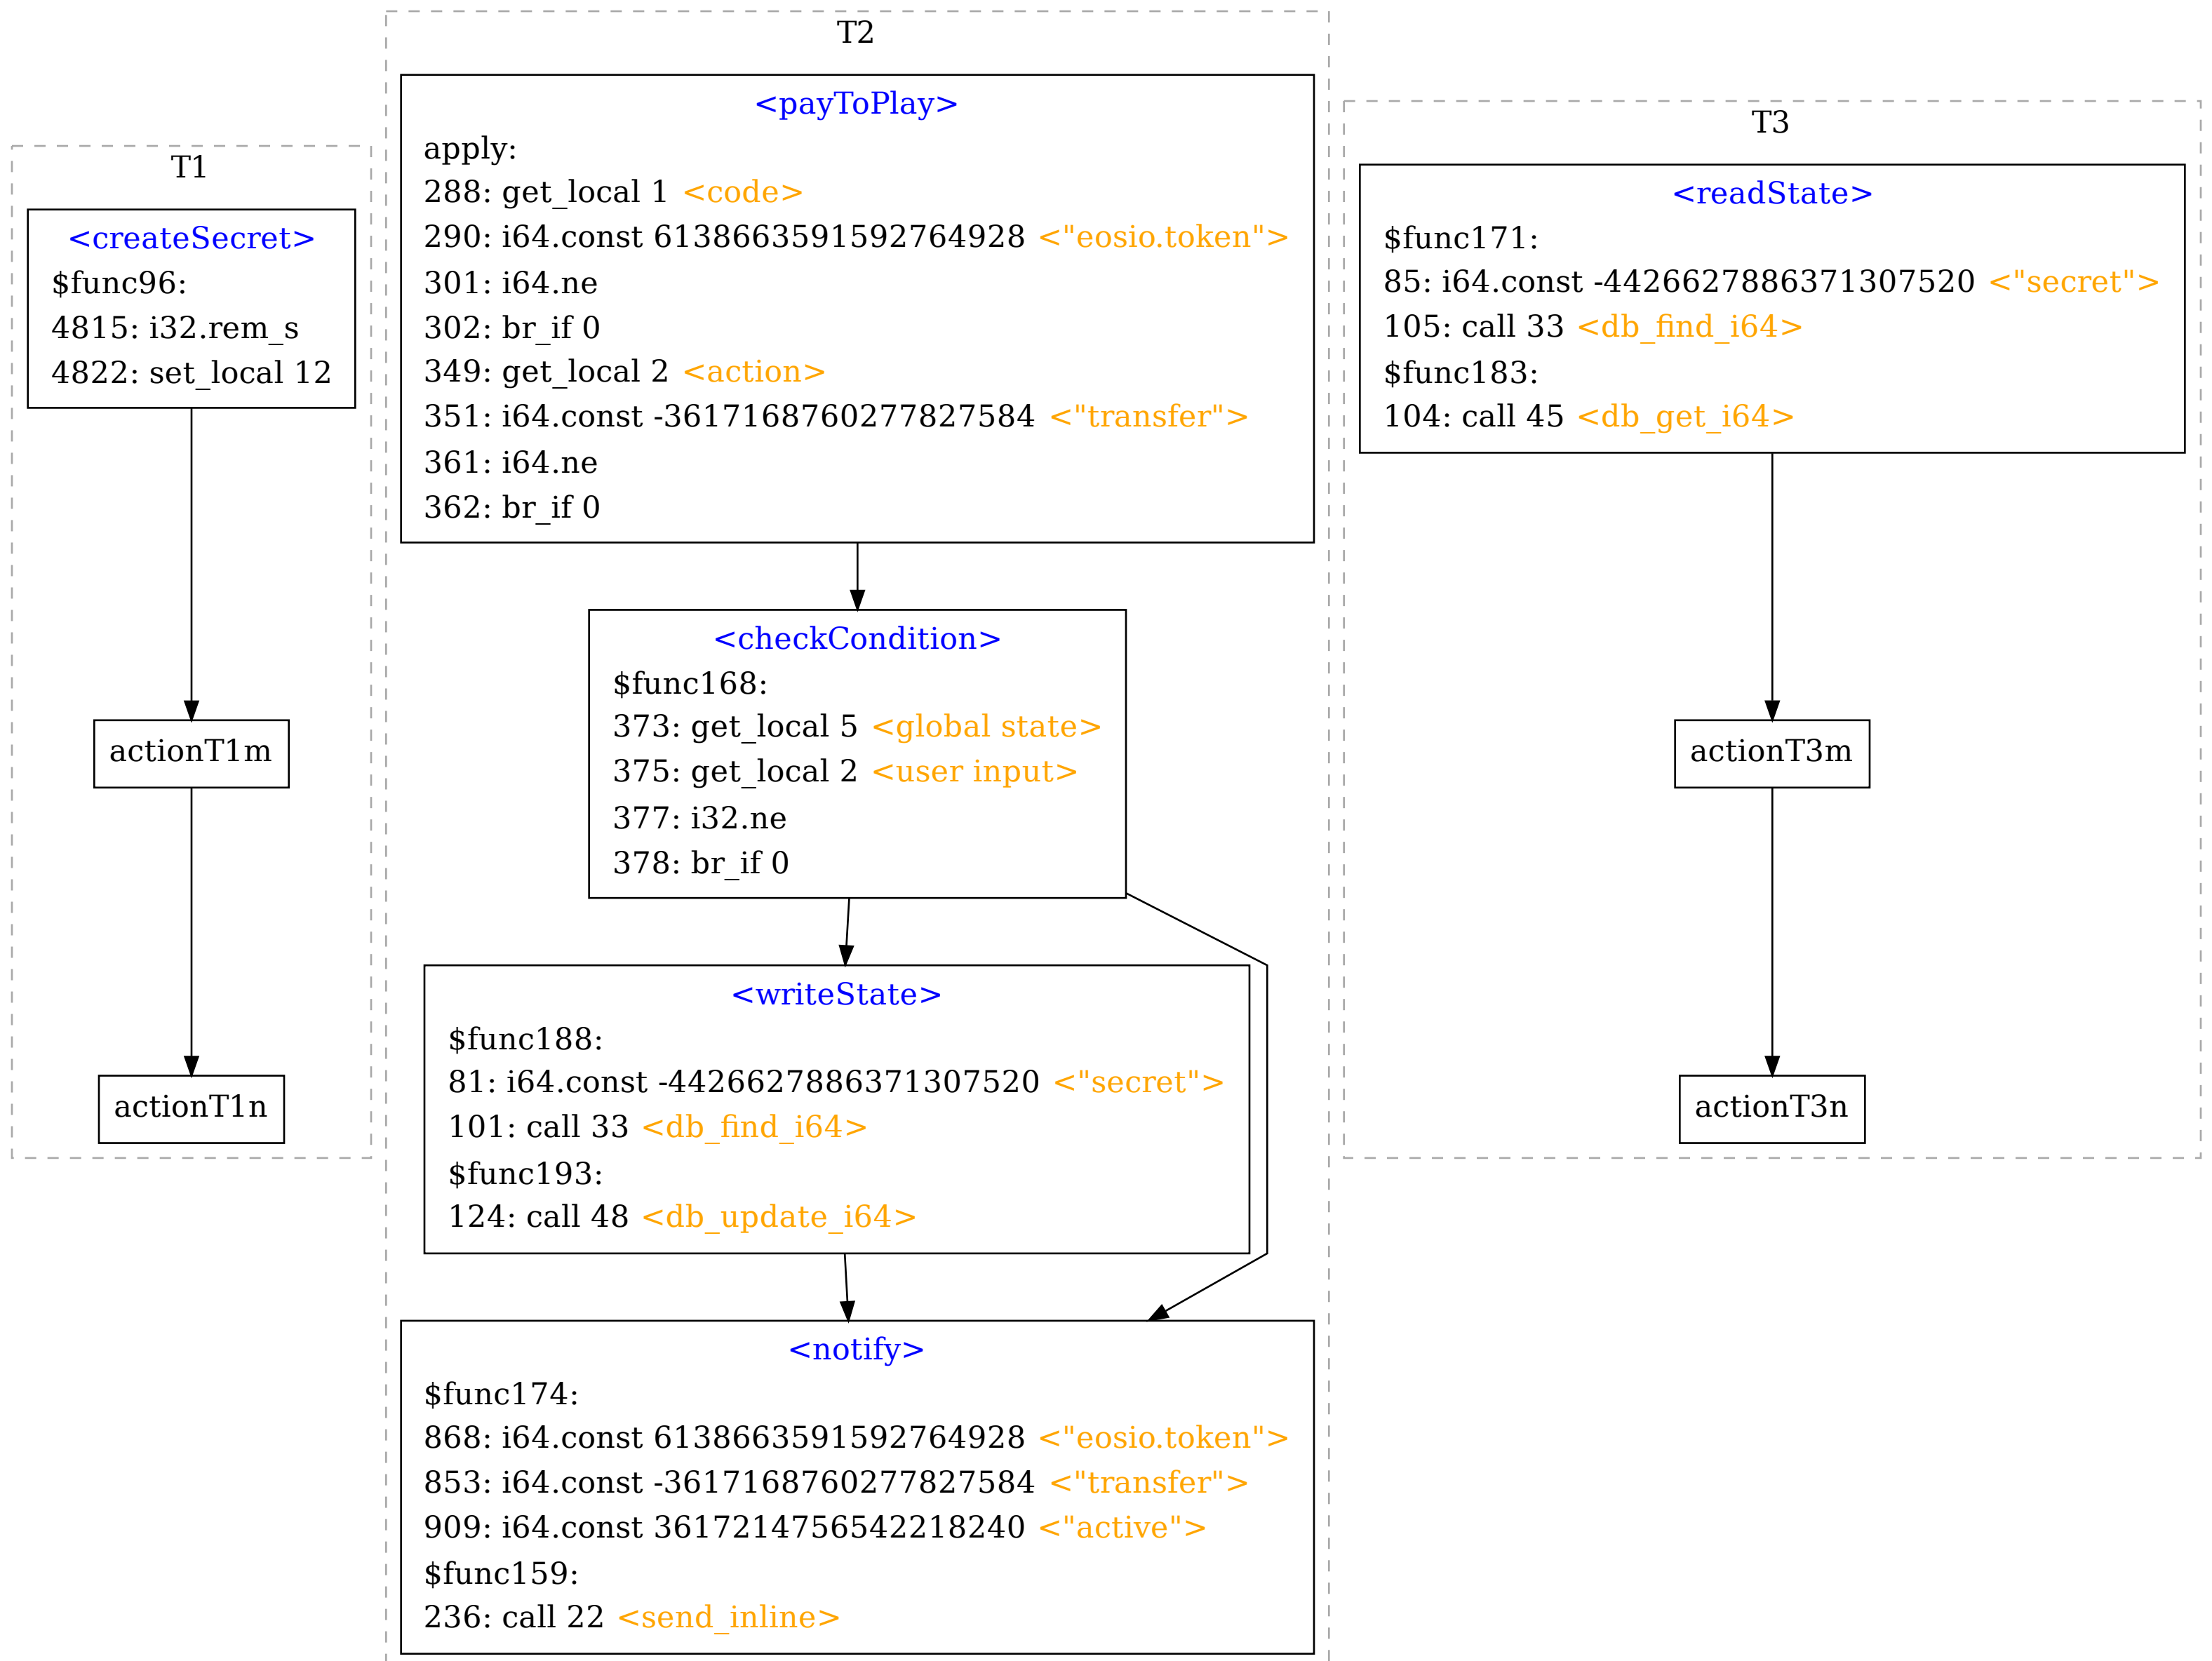 T1
<createSecret>
$func96:
4815: i32.rem_s
4822: set_local 12
actionT1m
actionT1n
T2
<payToPlay>
apply:
288: get_local 1 <code>
290: i64.const 6138663591592764928 <"eosio.token">
301: i64.ne
302: br_if 0
349: get_local 2 <action>
351: i64.const -3617168760277827584 <"transfer">
361: i64.ne
362: br_if 0
<checkCondition>
$func168:
373: get_local 5 <global state>
375: get_local 2 <user input>
377: i32.ne
378: br_if 0
<writeState>
$func188:
81: i64.const -4426627886371307520 <"secret">
101: call 33 <db_find_i64>
$func193:
124: call 48 <db_update_i64>
<notify>
$func174:
868: i64.const 6138663591592764928 <"eosio.token">
853: i64.const -3617168760277827584 <"transfer">
909: i64.const 3617214756542218240 <"active">
$func159:
236: call 22 <send_inline>
T3
<readState>
$func171:
85: i64.const -4426627886371307520 <"secret">
105: call 33 <db_find_i64>
$func183:
104: call 45 <db_get_i64>
actionT3m
actionT3n